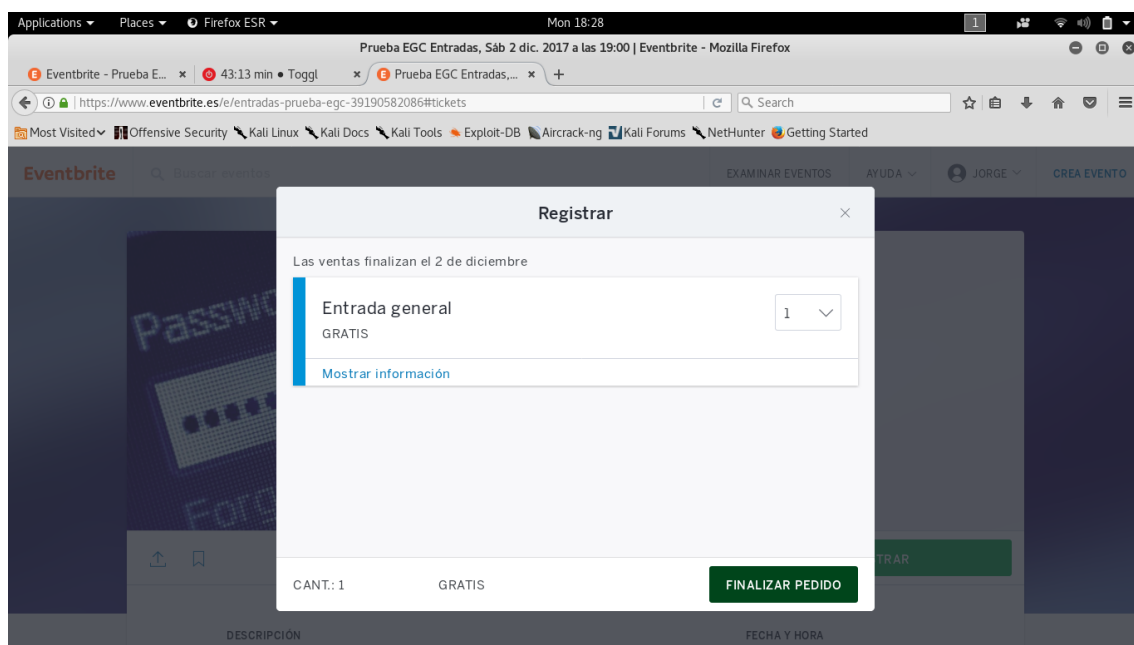 Applications Places Firefox ESR Mon 18:28 1
Prueba EGC Entradas, Sáb 2 dic. 2017 a las 19:00 | Eventbrite - Mozilla Firefox
Eventbrite - Prueba E... 43:13 min • Toggl Prueba EGC Entradas,...
https://www.eventbrite.es/e/entradas-prueba-egc-39190582086#tickets Search
Most Visited Offensive Security Kali Linux Kali Docs Kali Tools Exploit-DB Aircrack-ng Kali Forums NetHunter Getting Started
Eventbrite Buscar eventos EXAMINAR EVENTOS AYUDA JORGE CREA EVENTO
Registrar
Las ventas finalizan el 2 de diciembre
Entrada general 1
GRATIS
Mostrar información
Passwo
Forg
TRAR
CANT.: 1 GRATIS FINALIZAR PEDIDO
DESCRIPCIÓN FECHA Y HORA